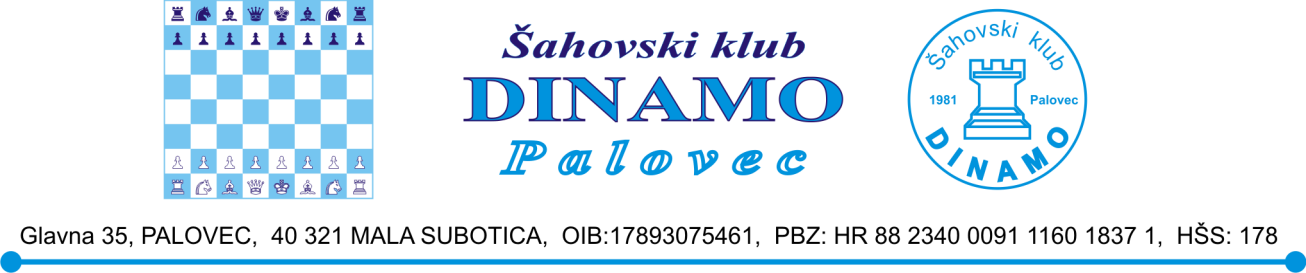 Šahovski klub
DINAMO
Palovec
Šahovski klub
1981 Palovec
DINAMO
Glavna 35, PALOVEC, 40 321 MALA SUBOTICA, OIB:17893075461, PBZ: HR 88 2340 0091 1160 1837 1, HŠS: 178